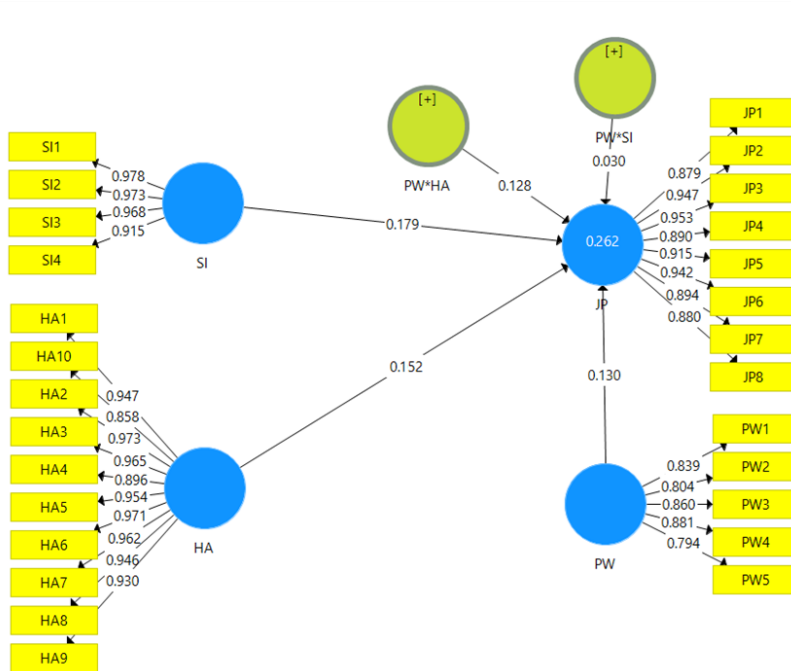 [+]
PW*HA
[+]
PW*SI
0.128
0.030
SI1
SI2
SI3
SI4
0.978
0.973
0.968
0.915
SI
0.179
0.262
JP
0.879
0.947
0.953
0.890
0.915
0.942
0.894
0.880
JP1
JP2
JP3
JP4
JP5
JP6
JP7
JP8
HA1
HA10
HA2
HA3
HA4
HA5
HA6
HA7
HA8
HA9
0.947
0.858
0.973
0.965
0.896
0.954
0.971
0.962
0.946
0.930
HA
0.152
0.130
PW
0.839
0.804
0.860
0.881
0.794
PW1
PW2
PW3
PW4
PW5